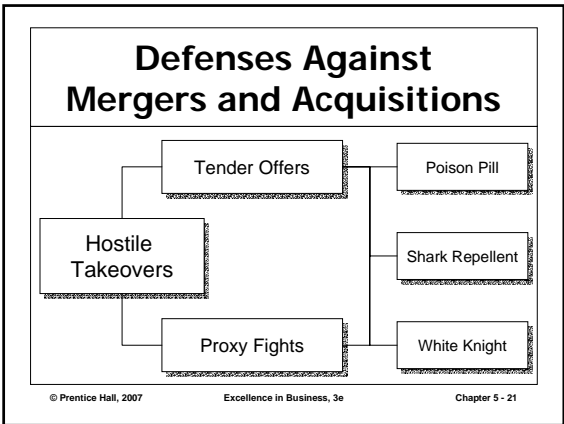 Defenses Against
Mergers and Acquisitions
Tender Offers
Poison Pill
Hostile
Takeovers
Shark Repellent
Proxy Fights
White Knight
© Prentice Hall, 2007 Excellence in Business, 3e Chapter 5 - 21